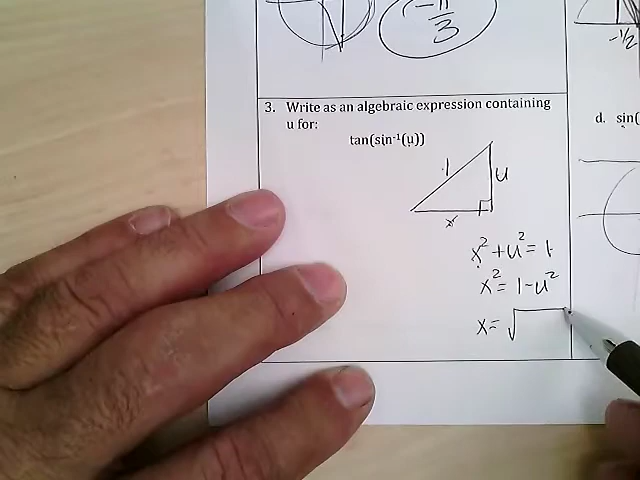 -π/3
-1/2
3. Write as an algebraic expression containing
u for:
tan(sin⁻¹(u))
1
u
x
x² + u² = 1
x² = 1 - u²
x = √
d. sin(